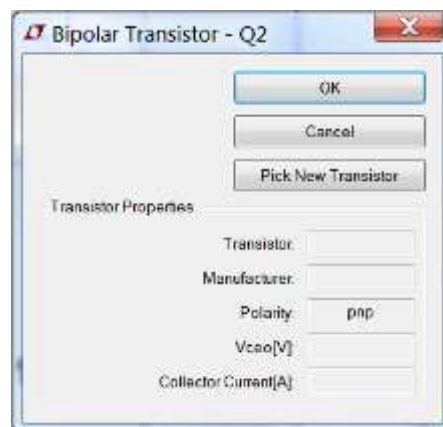 Bipolar Transistor - Q2
OK
Cancel
Pick New Transistor
Transistor Properties
Transistor:
Manufacturer:
Polarity: pnp
Vceo[V]:
Collector Current[A]: